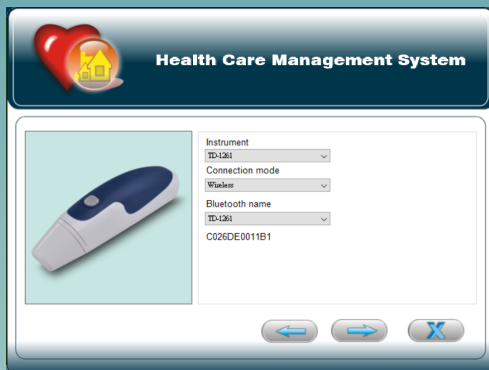 Health Care Management System
Instrument
TD-1261
Connection mode
Wireless
Bluetooth name
TD-1261
C026DE0011B1
X